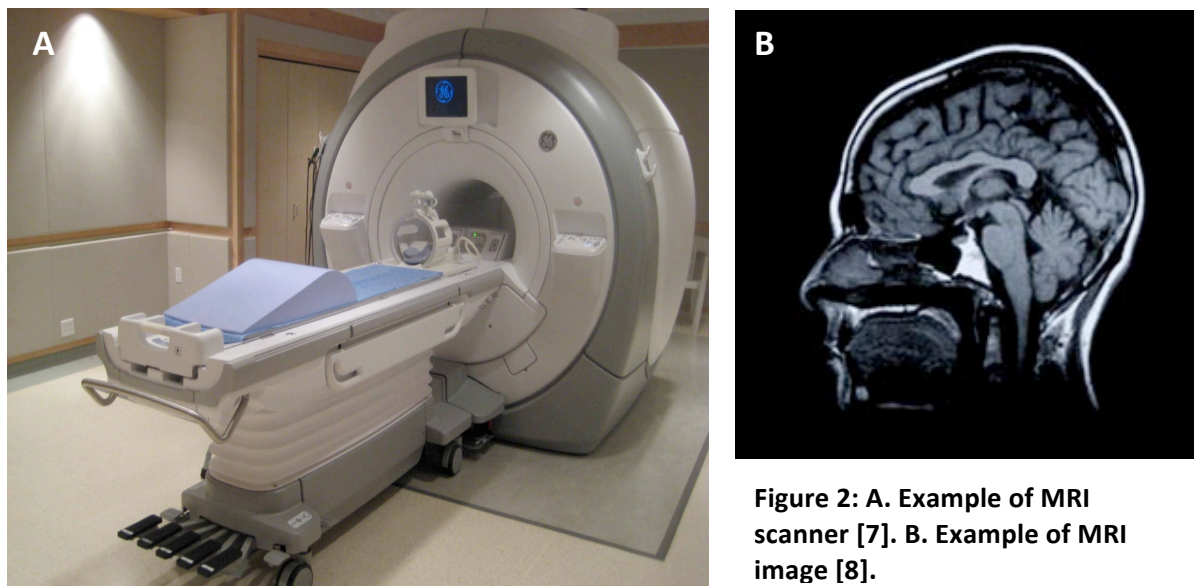 A
B
Figure 2: A. Example of MRI
scanner [7]. B. Example of MRI
image [8].